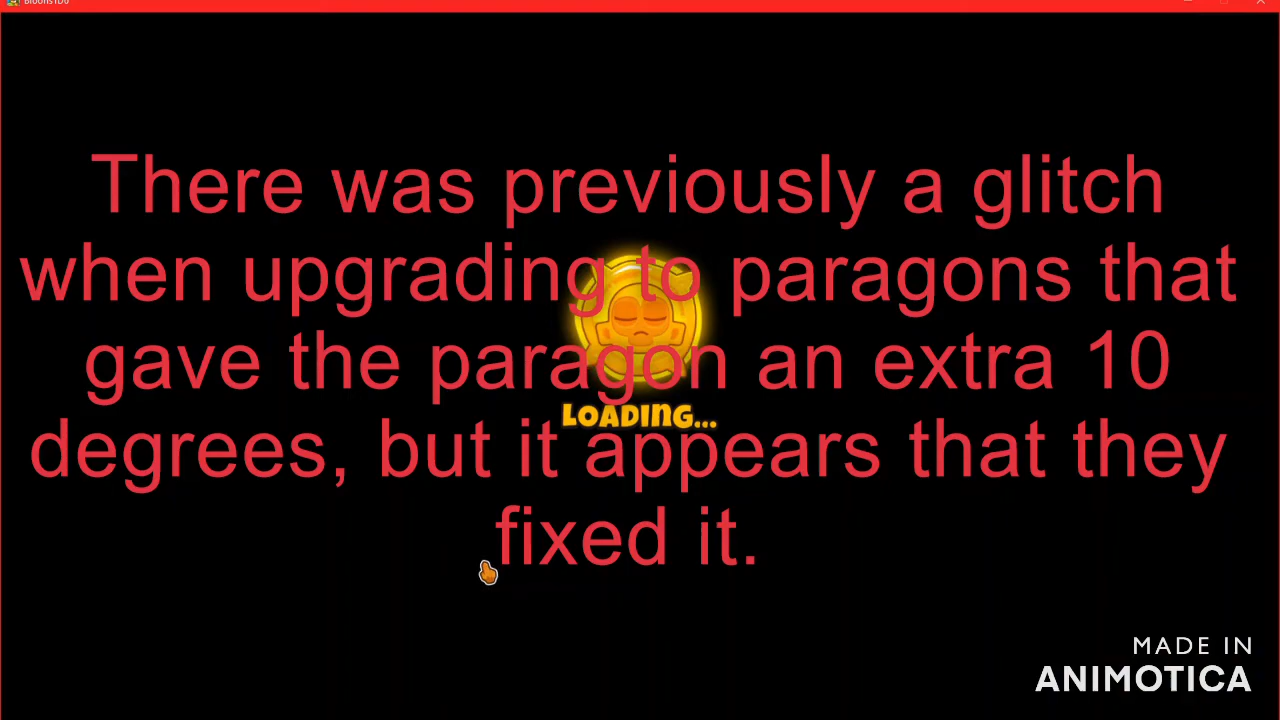 BloonsTD6
There was previously a glitch
when upgrading to paragons that
gave the paragon an extra 10
LOADING...
degrees, but it appears that they
fixed it.
MADE IN
ANIMOTICA